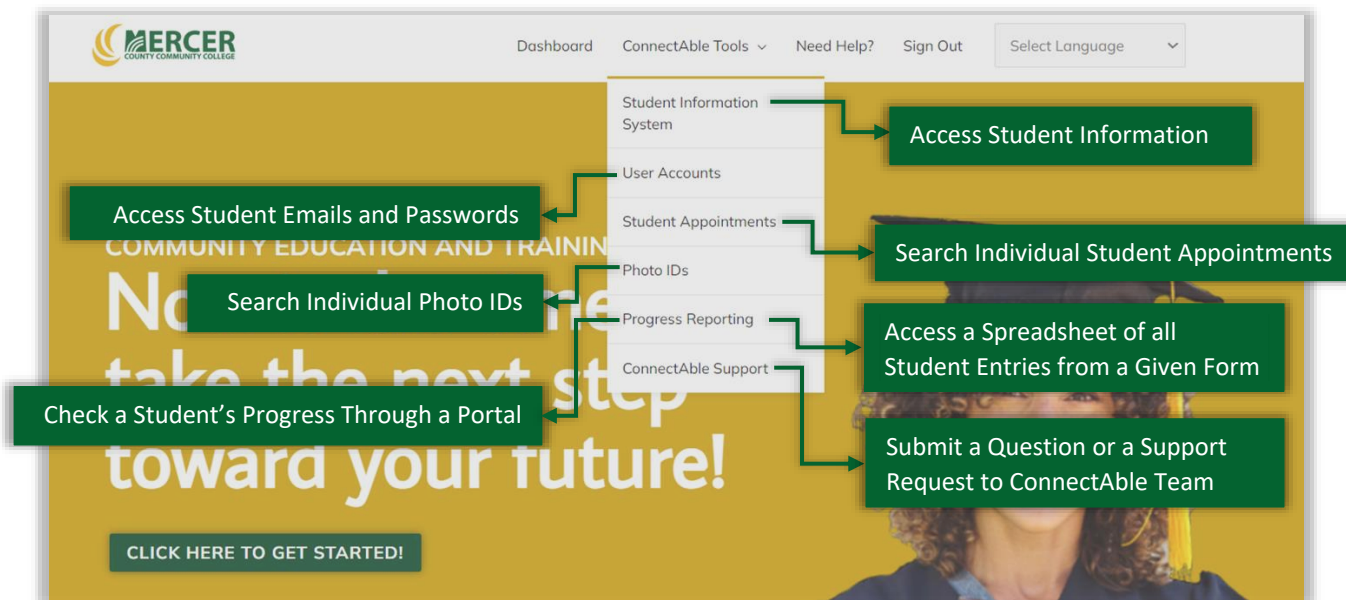 MERCER
COUNTY COMMUNITY COLLEGE
Dashboard
ConnectAble Tools
Need Help?
Sign Out
Select Language
Student Information
System
Access Student Information
User Accounts
Access Student Emails and Passwords
Student Appointments
Search Individual Student Appointments
COMMUNITY EDUCATION AND TRAININ
Photo IDs
Search Individual Photo IDs
Progress Reporting
Access a Spreadsheet of all
Student Entries from a Given Form
take the next step
ConnectAble Support
Check a Student’s Progress Through a Portal
Submit a Question or a Support
Request to ConnectAble Team
toward your future!
CLICK HERE TO GET STARTED!